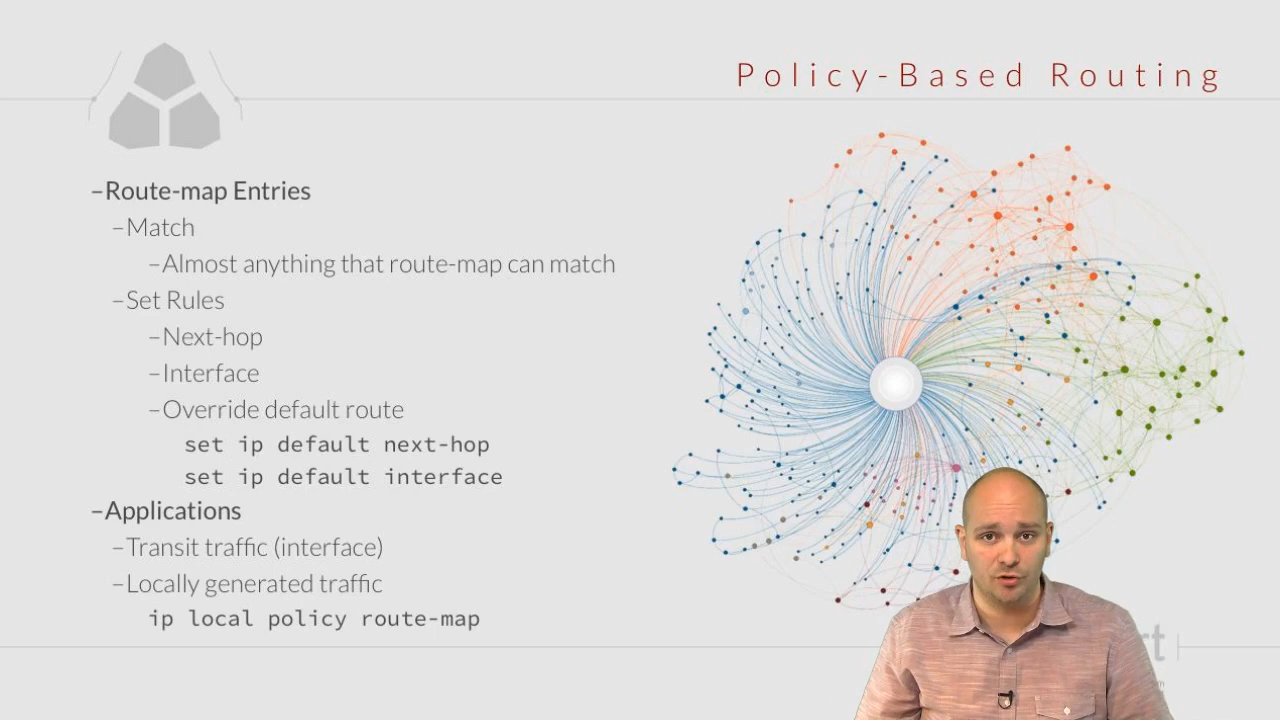 Policy-Based Routing
–Route-map Entries
–Match
–Almost anything that route-map can match
–Set Rules
–Next-hop
–Interface
–Override default route
set ip default next-hop
set ip default interface
–Applications
–Transit traffic (interface)
–Locally generated traffic
ip local policy route-map